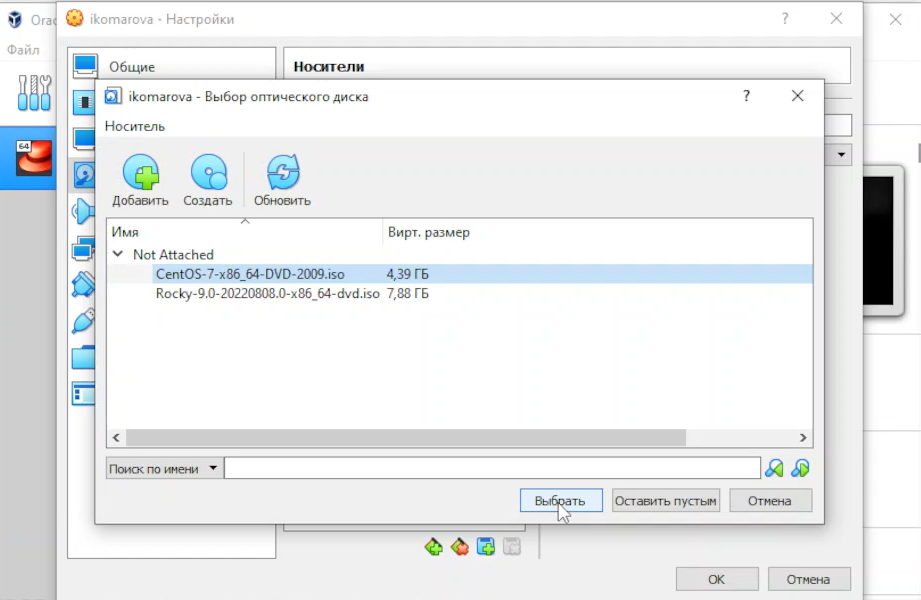 Orac
ikomarova - Настройки
?
Файл
Общие
Носители
ikomarova - Выбор оптического диска
?
Носитель
64
Добавить
Создать
Обновить
Имя
Вирт. размер
Not Attached
CentOS-7-x86_64-DVD-2009.iso 4,39 ГБ
Rocky-9.0-20220808.0-x86_64-dvd.iso 7,88 ГБ
Поиск по имени
Выбрать
Оставить пустым
Отмена
OK
Отмена